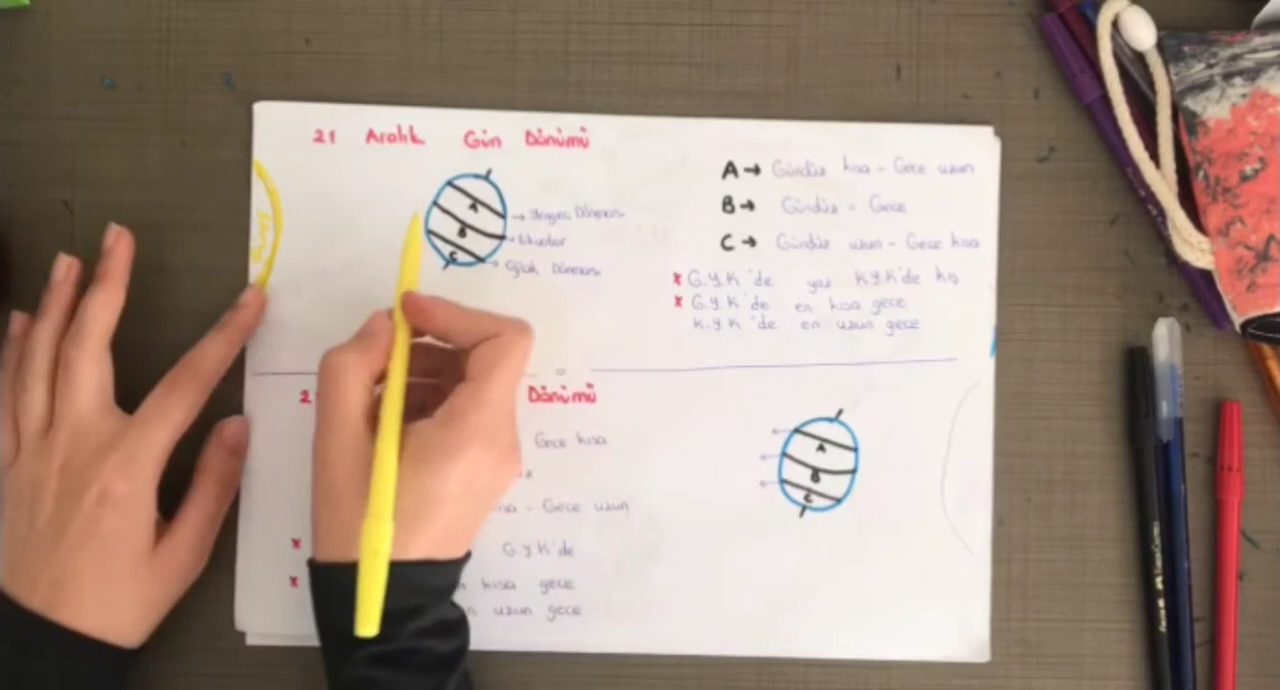 21 Aralık Gün Dönümü
Güneş
A
B
C
→ Yengeç Dönencesi
→ Ekvator
→ Oğlak Dönencesi
A → Gündüz kısa - Gece uzun
B → Gündüz - Gece
C → Gündüz uzun - Gece kısa
x G.Y.K 'de yaz K.Y.K'de kış
x G.Y.K 'de en kısa gece
K.Y.K 'de en uzun gece
2 Dönümü
Gece kısa
- Gece uzun
x G.Y.K'de
x kısa gece
uzun gece
A
B
C